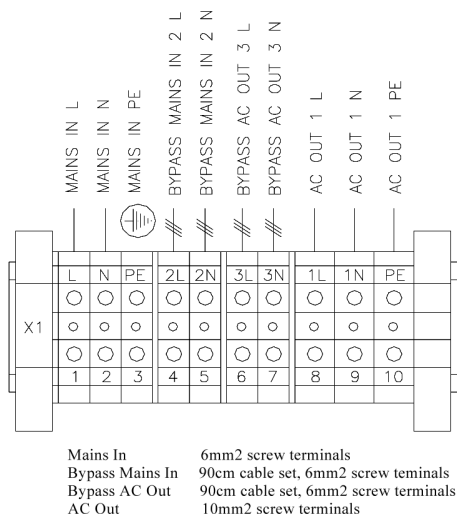 MAINS IN L
MAINS IN N
MAINS IN PE
BYPASS MAINS IN 2 L
BYPASS MAINS IN 2 N
BYPASS AC OUT 3 L
BYPASS AC OUT 3 N
AC OUT 1 L
AC OUT 1 N
AC OUT 1 PE
L N PE 2L 2N 3L 3N 1L 1N PE
X1
1 2 3 4 5 6 7 8 9 10
Mains In 6mm2 screw terminals
Bypass Mains In 90cm cable set, 6mm2 screw teminals
Bypass AC Out 90cm cable set, 6mm2 screw terminals
AC Out 10mm2 screw terminals